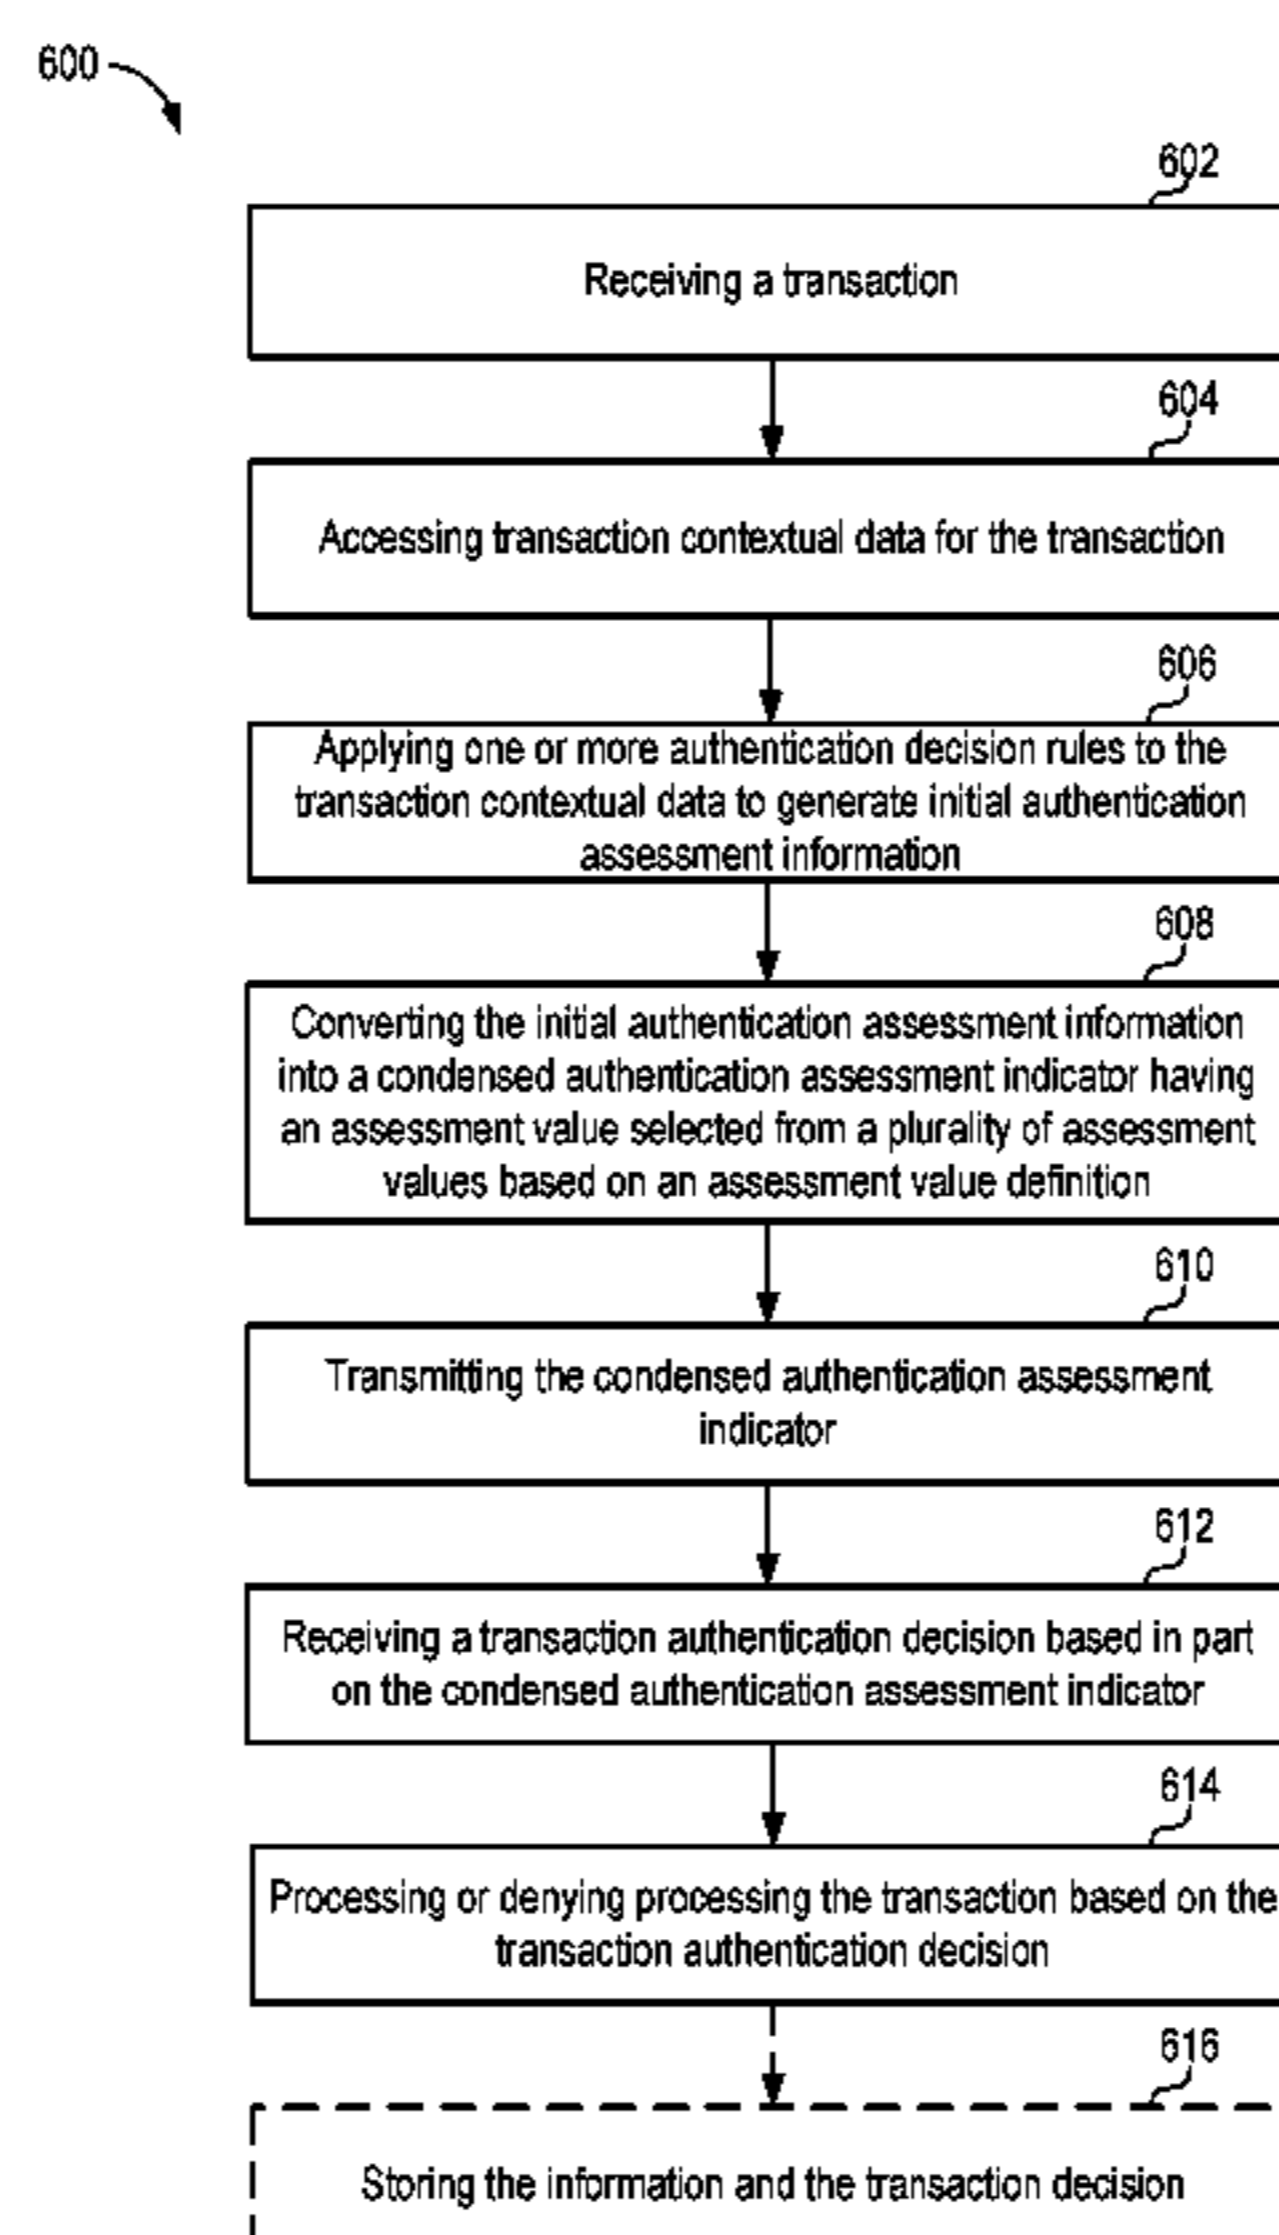 600
602
Receiving a transaction
604
Accessing transaction contextual data for the transaction
606
Applying one or more authentication decision rules to the
transaction contextual data to generate initial authentication
assessment information
608
Converting the initial authentication assessment information
into a condensed authentication assessment indicator having
an assessment value selected from a plurality of assessment
values based on an assessment value definition
610
Transmitting the condensed authentication assessment
indicator
612
Receiving a transaction authentication decision based in part
on the condensed authentication assessment indicator
614
Processing or denying processing the transaction based on the
transaction authentication decision
616
Storing the information and the transaction decision